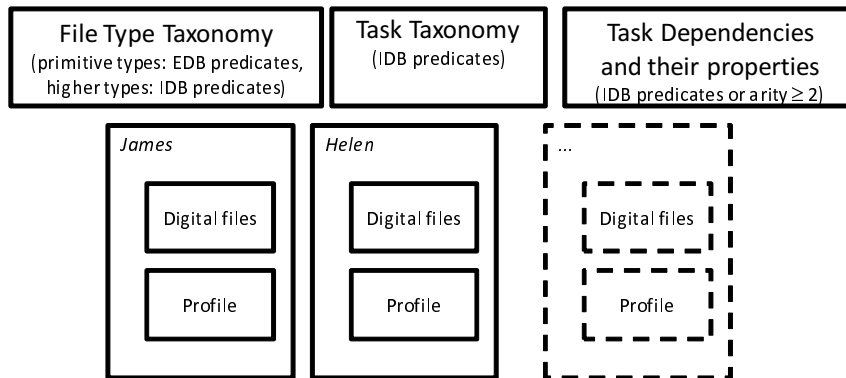 File Type Taxonomy
(primitive types: EDB predicates,
higher types: IDB predicates)
Task Taxonomy
(IDB predicates)
Task Dependencies
and their properties
(IDB predicates or arity ≥ 2)
James
Digital files
Profile
Helen
Digital files
Profile
...
Digital files
Profile